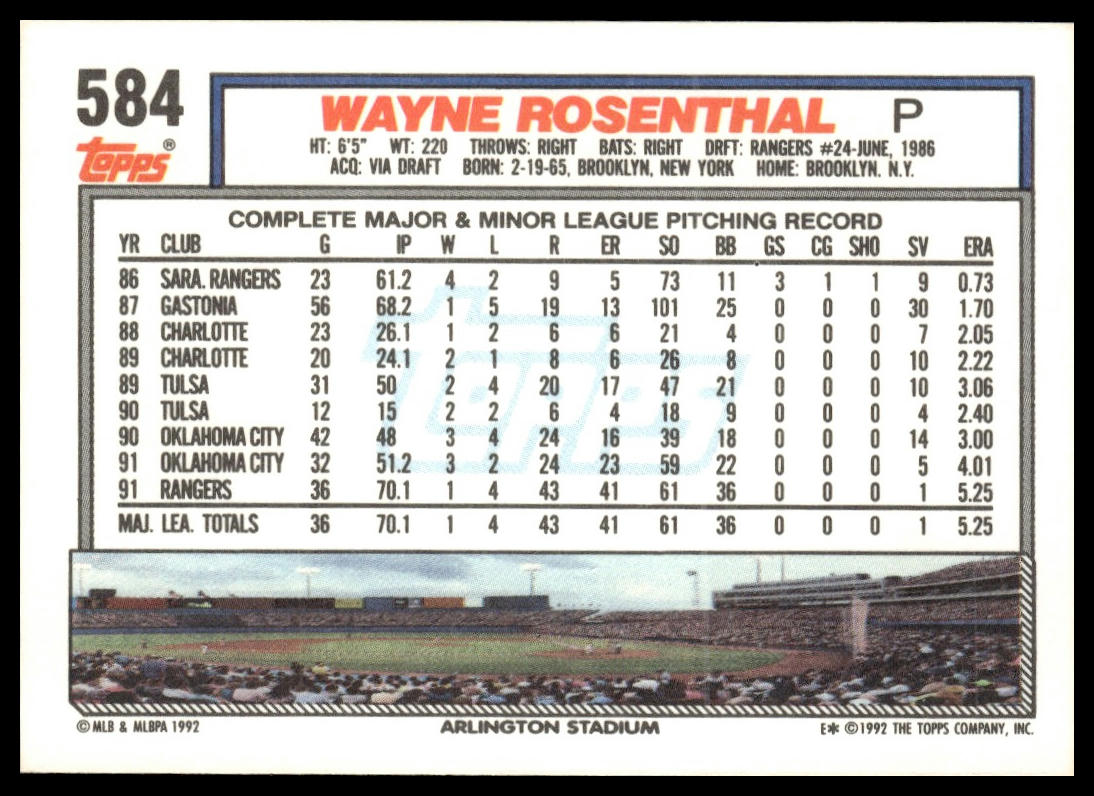 584
Topps®
WAYNE ROSENTHAL P
HT: 6'5" WT: 220 THROWS: RIGHT BATS: RIGHT DRFT: RANGERS #24-JUNE, 1986
ACQ: VIA DRAFT BORN: 2-19-65, BROOKLYN, NEW YORK HOME: BROOKLYN. N.Y.
COMPLETE MAJOR & MINOR LEAGUE PITCHING RECORD
YR CLUB G IP W L R ER SO BB GS CG SHO SV ERA
86 SARA. RANGERS 23 61.2 4 2 9 5 73 11 3 1 1 9 0.73
87 GASTONIA 56 68.2 1 5 19 13 101 25 0 0 0 30 1.70
88 CHARLOTTE 23 26.1 1 2 6 6 21 4 0 0 0 7 2.05
89 CHARLOTTE 20 24.1 2 1 8 6 26 8 0 0 0 10 2.22
89 TULSA 31 50 2 4 20 17 47 21 0 0 0 10 3.06
90 TULSA 12 15 2 2 6 4 18 9 0 0 0 4 2.40
90 OKLAHOMA CITY 42 48 3 4 24 16 39 18 0 0 0 14 3.00
91 OKLAHOMA CITY 32 51.2 3 2 24 23 59 22 0 0 0 5 4.01
91 RANGERS 36 70.1 1 4 43 41 61 36 0 0 0 1 5.25
MAJ. LEA. TOTALS 36 70.1 1 4 43 41 61 36 0 0 0 1 5.25
Topps
© MLB & MLBPA 1992 ARLINGTON STADIUM E* © 1992 THE TOPPS COMPANY, INC.